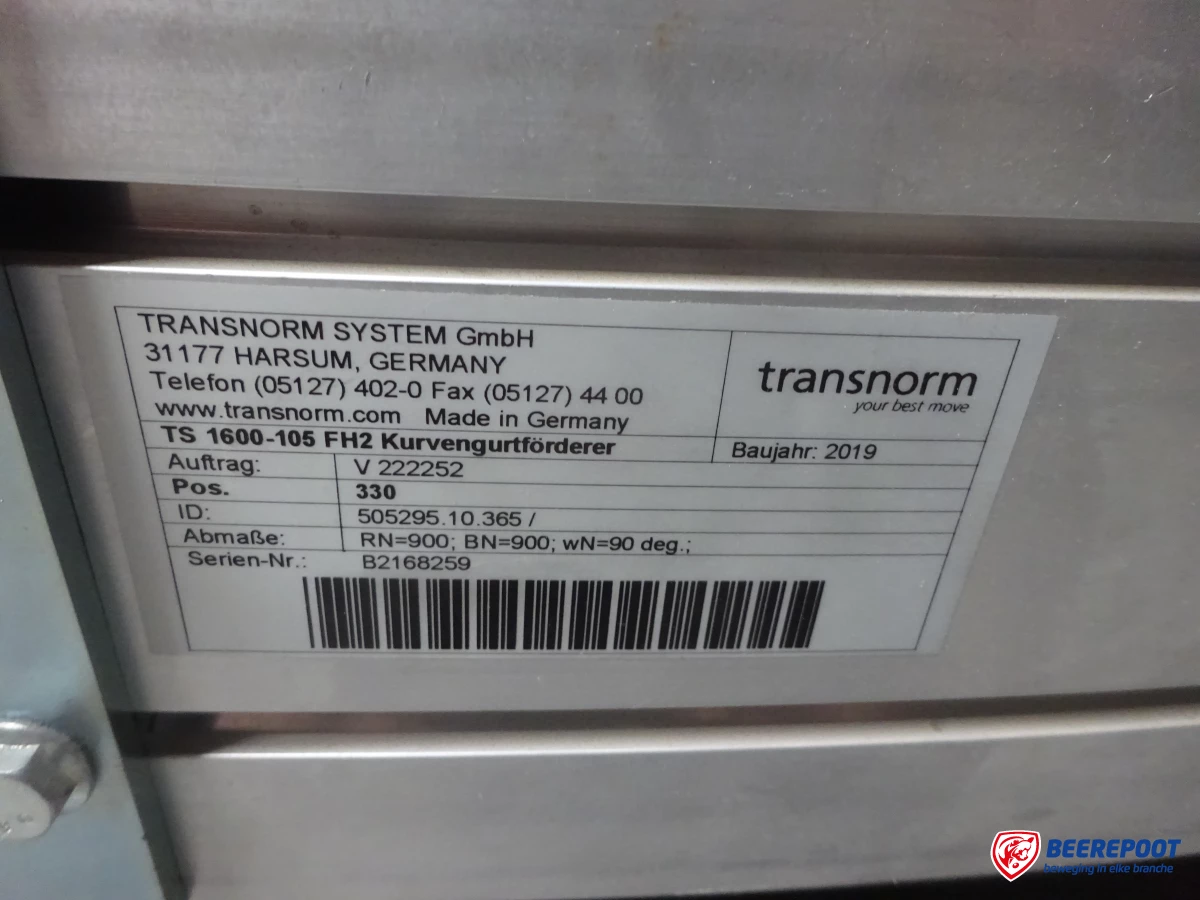 TRANSNORM SYSTEM GmbH
31177 HARSUM, GERMANY
Telefon (05127) 402-0 Fax (05127) 44 00
www.transnorm.com Made in Germany
transnorm
your best move
TS 1600-105 FH2 Kurvengurtförderer
Baujahr: 2019
Auftrag: V 222252
Pos. 330
ID: 505295.10.365 /
Abmaße: RN=900; BN=900; wN=90 deg.;
Serien-Nr.: B2168259
BEEREPOOT
beweging in elke branche